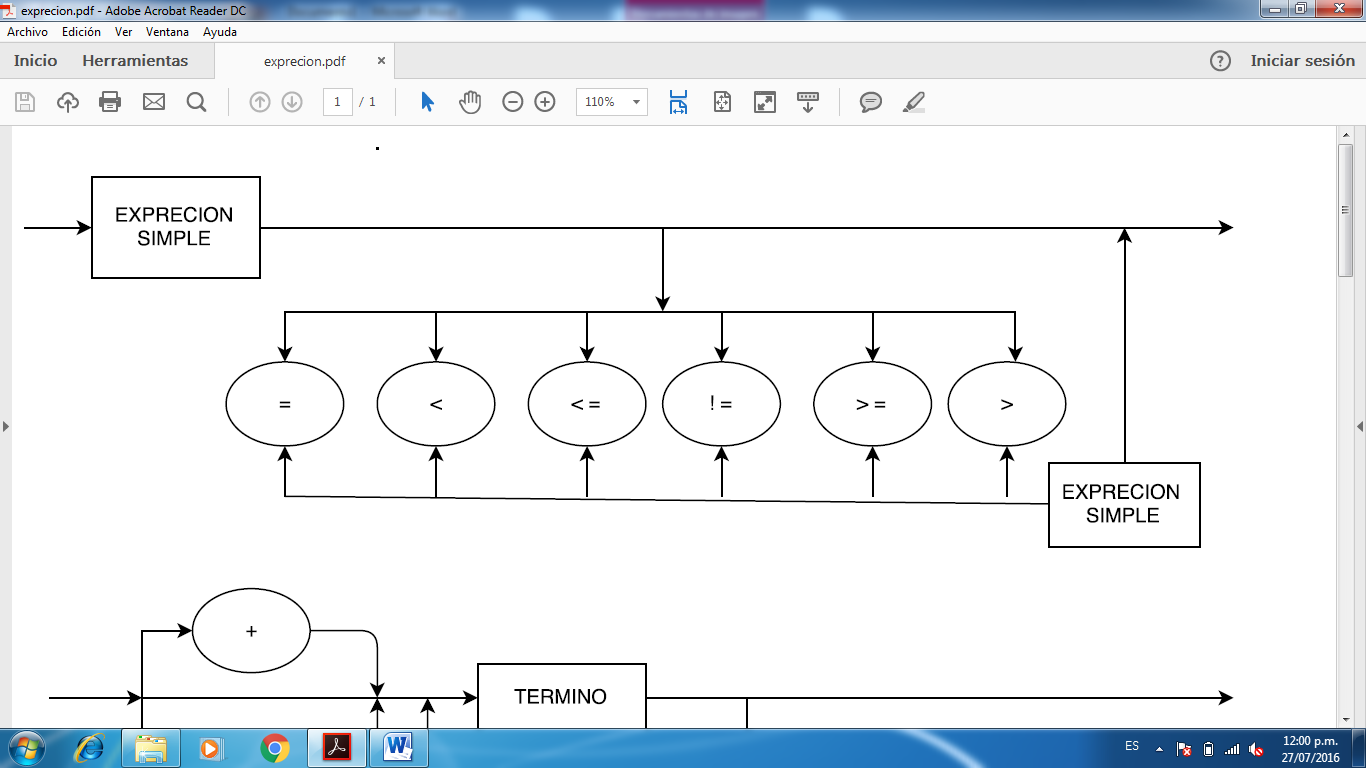 exprecion.pdf - Adobe Acrobat Reader DC
Archivo Edición Ver Ventana Ayuda
Inicio Herramientas exprecion.pdf × ? Iniciar sesión
1 / 1 110%
EXPRECION
SIMPLE
= < < = ! = > = >
EXPRECION
SIMPLE
+
TERMINO
ES 12:00 p.m.
27/07/2016